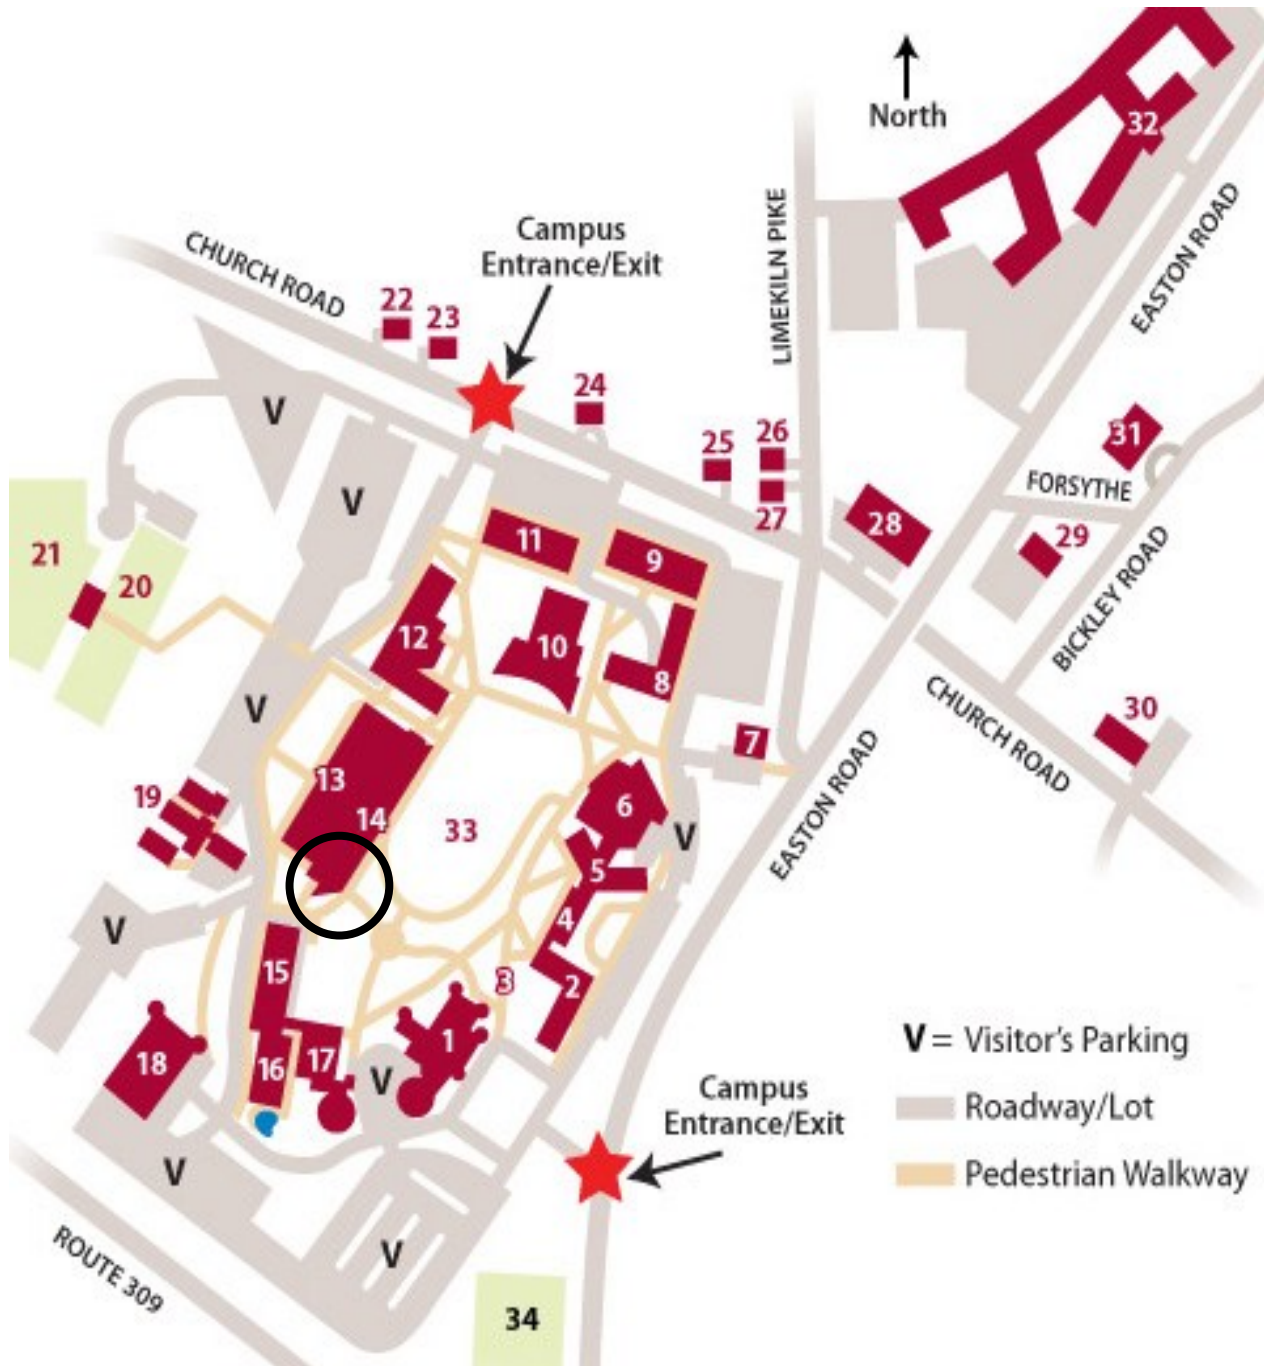 32
North
LIMEKILN PIKE
EASTON ROAD
Campus
Entrance/Exit
CHURCH ROAD
22
23
24
V
25
26
27
31
FORSYTHE
V
28
29
11
9
21
20
BICKLEY ROAD
12
10
8
V
CHURCH ROAD
30
7
EASTON ROAD
13
19
14
6
33
V
5
4
V
15
3
2
1
V = Visitor's Parking
18
16
17
V
Campus
Entrance/Exit
Roadway/Lot
V
Pedestrian Walkway
ROUTE 309
V
34